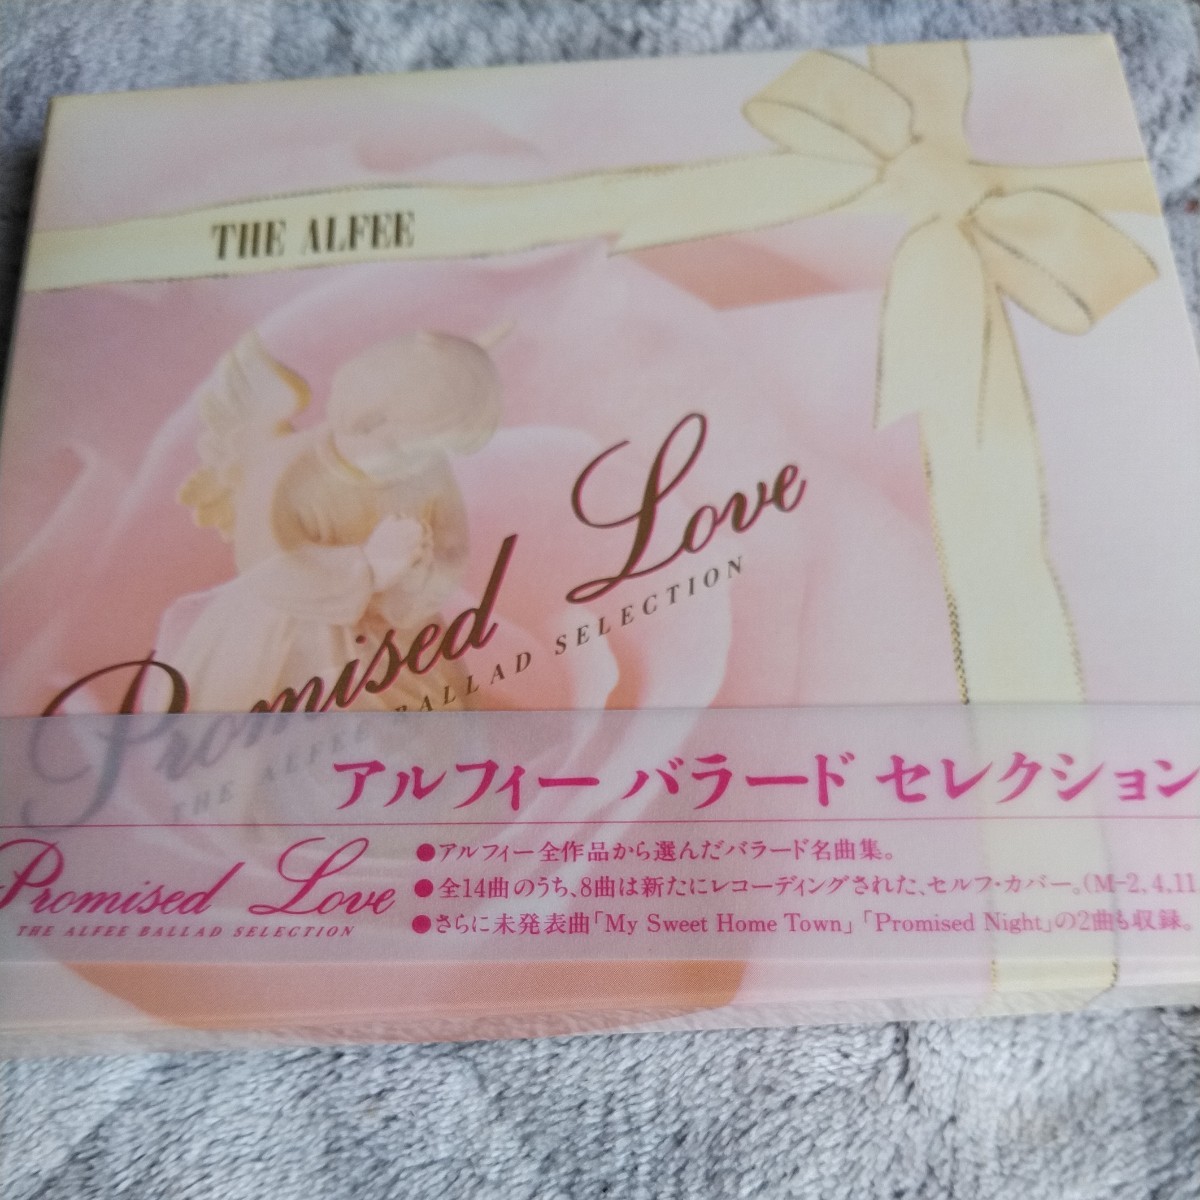 THE ALFEE
Promised Love
THE ALFEE BALLAD SELECTION
アルフィー バラード セレクション
Promised Love
THE ALFEE BALLAD SELECTION
●アルフィー全作品から選んだバラード名曲集。
●全14曲のうち、8曲は新たにレコーディングされた、セルフ・カバー。(M-2,4,11
●さらに未発表曲「My Sweet Home Town」「Promised Night」の2曲も収録。